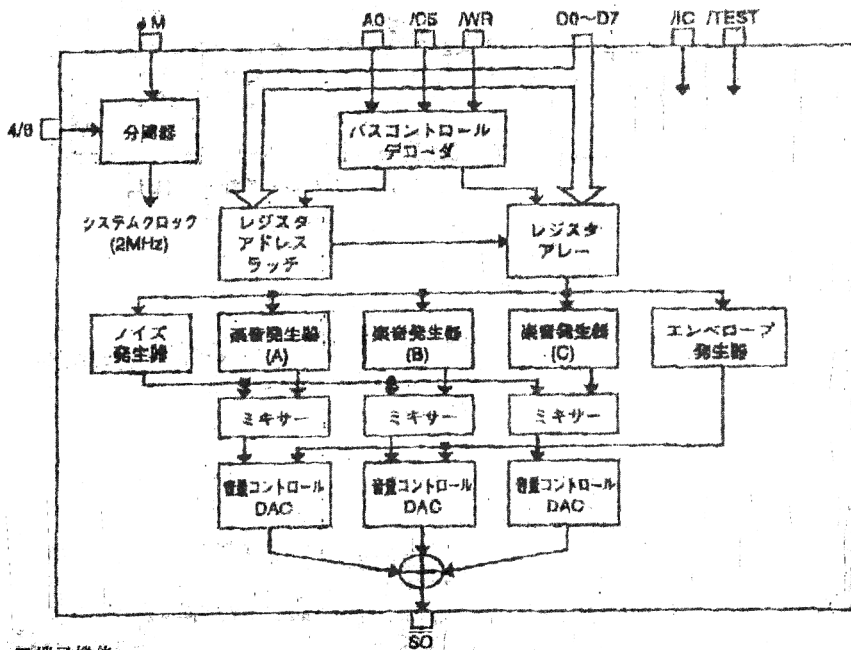 φM A0 /CS /WR D0～D7 /IC /TEST
4/8
分周器
バスコントロール
デコーダ
システムクロック
(2MHz)
レジスタ
アドレス
ラッチ
レジスタ
アレー
ノイズ
発生器
楽音発生器
(A)
楽音発生器
(B)
楽音発生器
(C)
エンベロープ
発生器
ミキサー
ミキサー
ミキサー
音量コントロール
DAC
音量コントロール
DAC
音量コントロール
DAC
SO